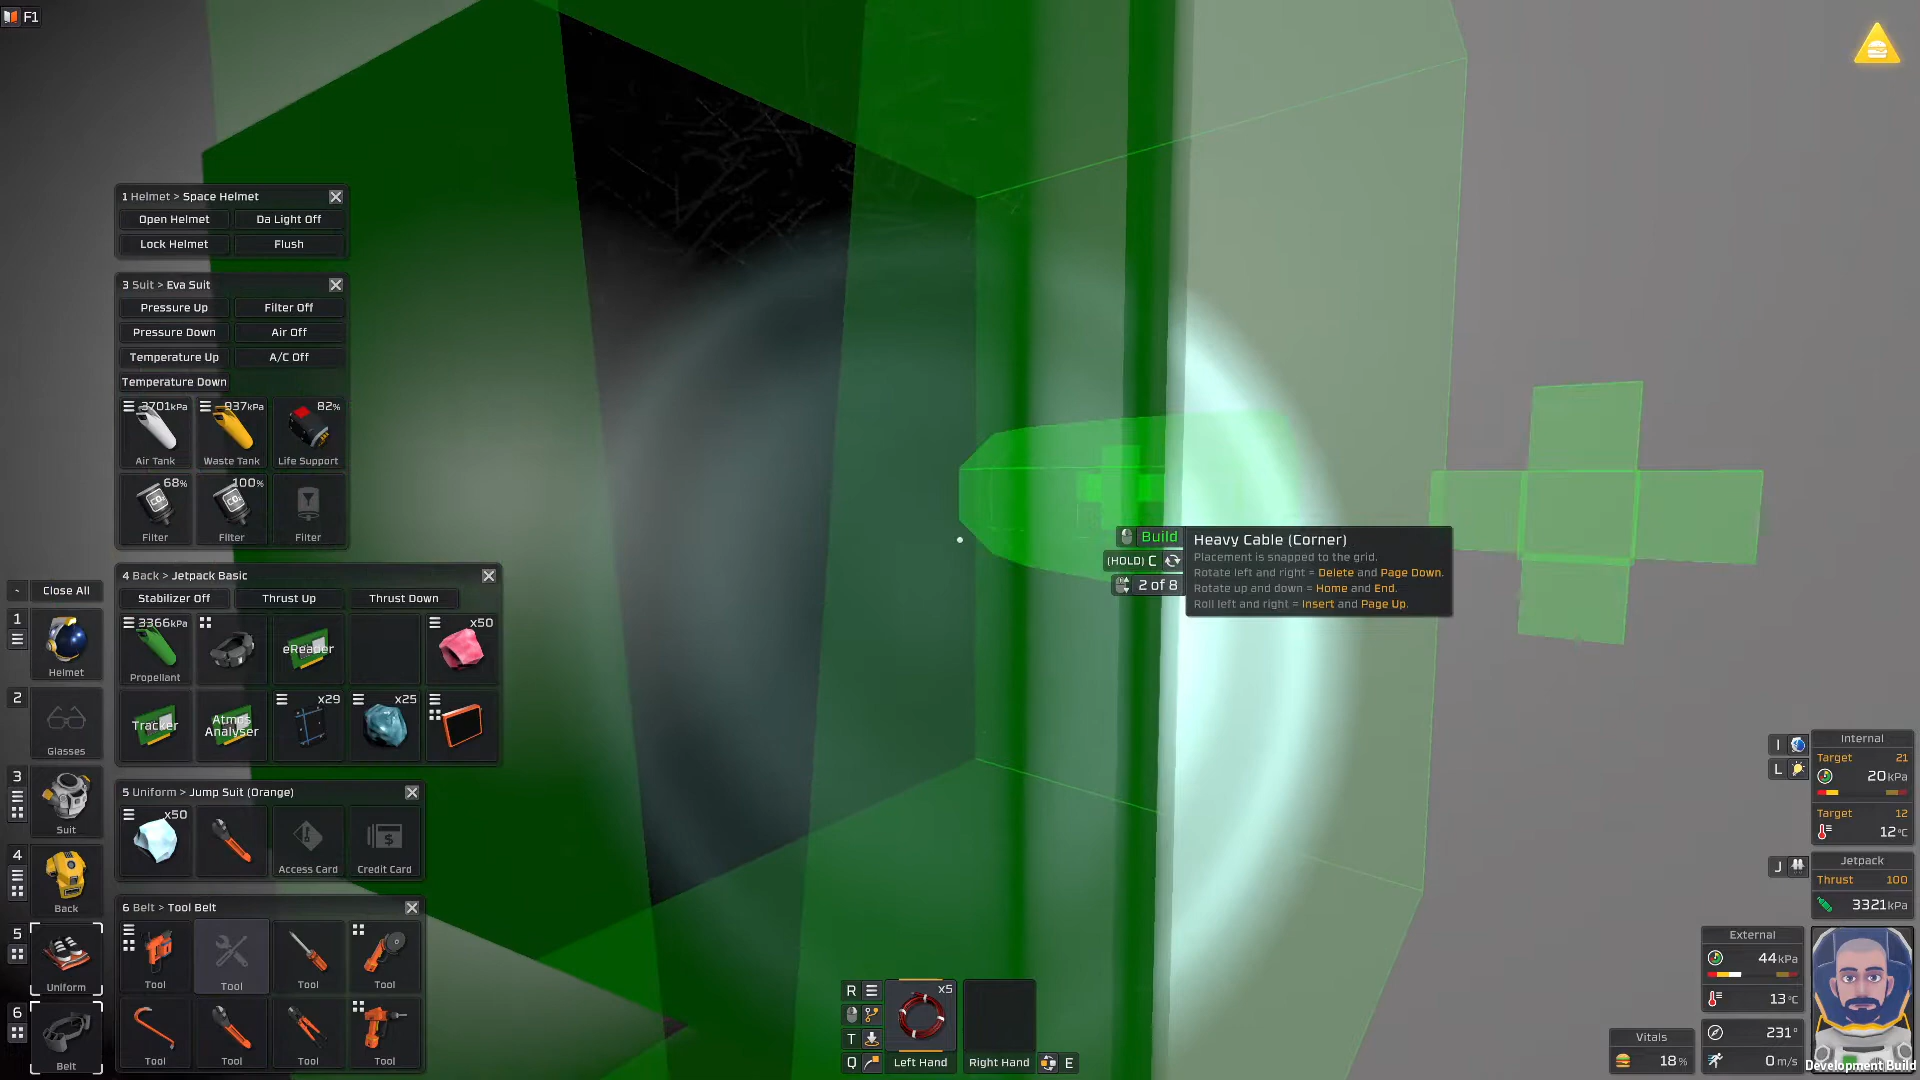 F1
1 Helmet > Space Helmet
Open Helmet
Da Light Off
Lock Helmet
Flush
3 Suit > Eva Suit
Pressure Up
Filter Off
Pressure Down
Air Off
Temperature Up
A/C Off
Temperature Down
3701kPa
937kPa
82%
Air Tank
Waste Tank
Life Support
68%
100%
Filter
Filter
Filter
4 Back > Jetpack Basic
Stabilizer Off
Thrust Up
Thrust Down
3366kPa
x50
eReader
Propellant
x29
x25
Tracker
Atmos
Analyser
5 Uniform > Jump Suit (Orange)
x50
Access Card
Credit Card
6 Belt > Tool Belt
Tool
Tool
Tool
Tool
Tool
Tool
Tool
Tool
~
Close All
1
Helmet
2
Glasses
3
Suit
4
Back
5
Uniform
6
Belt
Build
(HOLD) C
2 of 8
Heavy Cable (Corner)
Placement is snapped to the grid.
Rotate left and right = Delete and Page Down.
Rotate up and down = Home and End.
Roll left and right = Insert and Page Up.
R
T
Q
x5
Left Hand
Right Hand
E
I
L
Internal
Target 21
20kPa
Target 12
12°C
J
Jetpack
Thrust 100
3321kPa
External
44kPa
13°C
Vitals
18%
231°
0m/s
Development Build